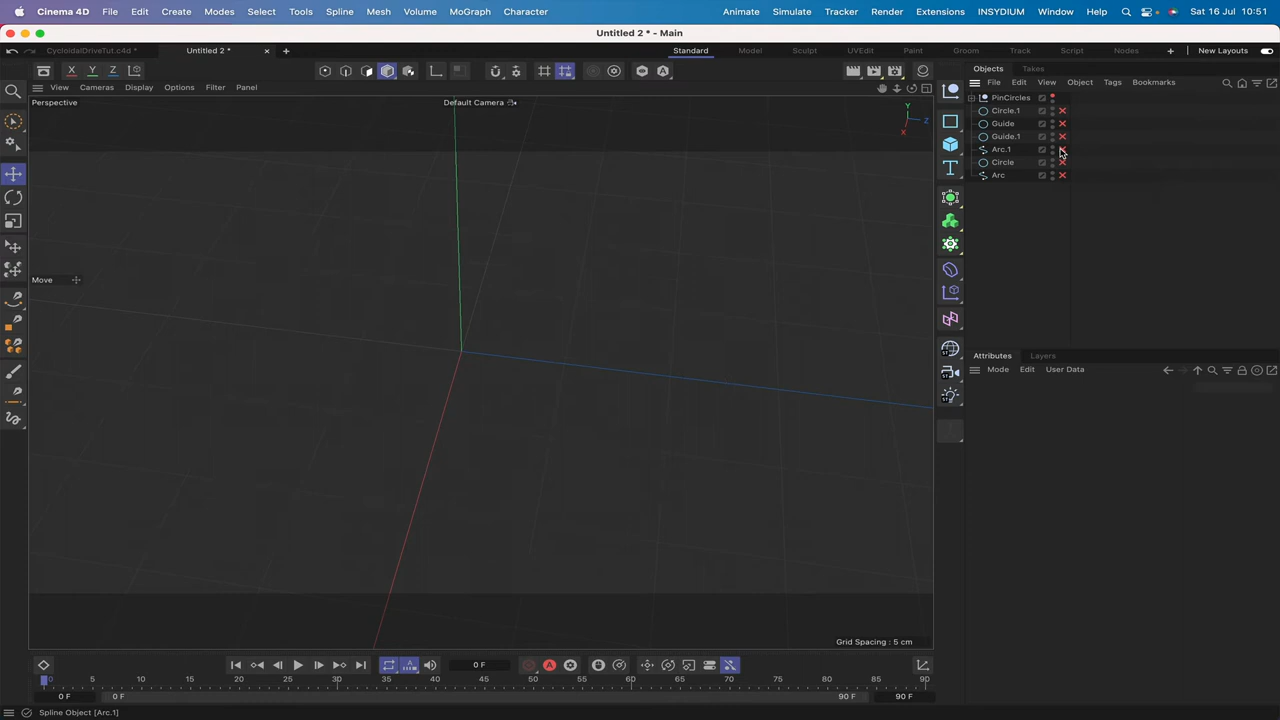 Cinema 4D File Edit Create Modes Select Tools Spline Mesh Volume MoGraph Character Animate Simulate Tracker Render Extensions INSYDIUM Window Help Sat 16 Jul 10:51
Untitled 2 * - Main
CycloidalDriveTut.c4d * Untitled 2 * Standard Model Sculpt UVEdit Paint Groom Track Script Nodes New Layouts
X Y Z A Objects Takes
View Cameras Display Options Filter Panel File Edit View Object Tags Bookmarks
Perspective Default Camera
PinCircles
Circle.1
Guide
Guide.1
Arc.1
Circle
Arc
Y
Z
X
T
Move
ST
ST
ST
Attributes Layers
Mode Edit User Data
Grid Spacing : 5 cm
0 F
A
0 5 10 15 20 25 30 35 40 45 50 55 60 65 70 75 80 85 90
0 F 0 F 90 F 90 F
Spline Object [Arc.1]